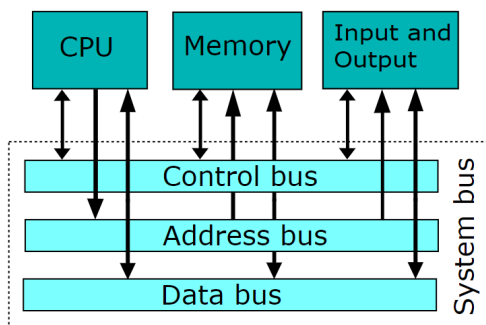 CPU
Memory
Input and
Output
Control bus
Address bus
Data bus
System bus